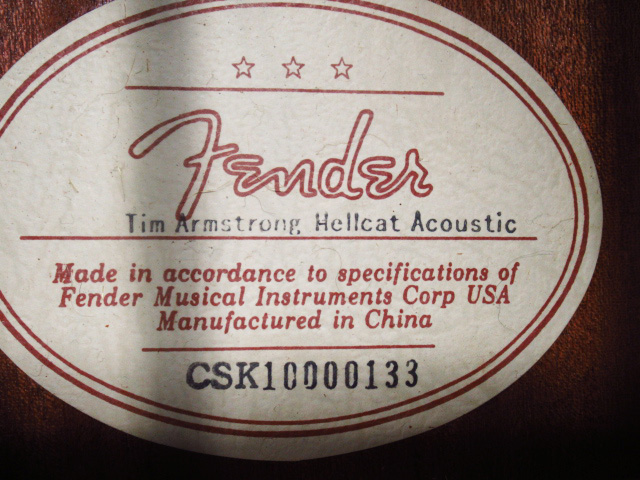 Fender
Tim Armstrong Hellcat Acoustic
Made in accordance to specifications of
Fender Musical Instruments Corp USA
Manufactured in China
CSK10000133